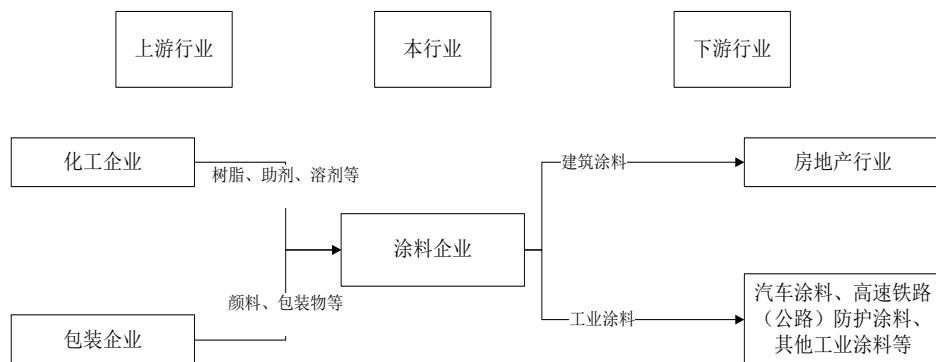 上游行业
本行业
下游行业
化工企业
树脂、助剂、溶剂等
建筑涂料
房地产行业
涂料企业
颜料、包装物等
包装企业
工业涂料
汽车涂料、高速铁路
（公路）防护涂料、
其他工业涂料等